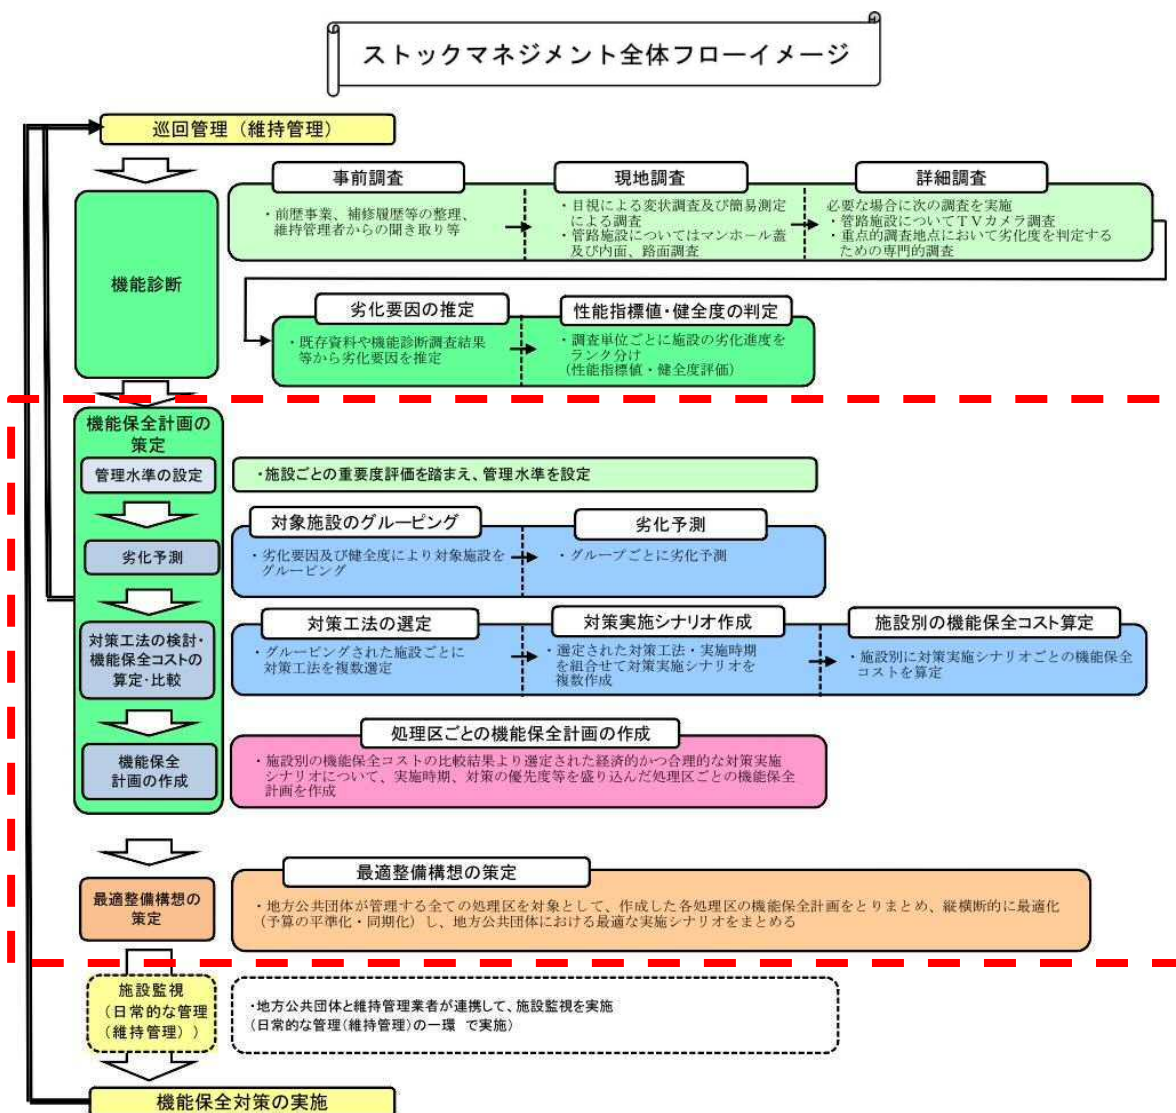 ストックマネジメント全体フローイメージ
巡回管理（維持管理）
機能診断
事前調査
・前歴事業、補修履歴等の整理、
維持管理者からの聞き取り等
現地調査
・目視による変状調査及び簡易測定
による調査
・管路施設についてはマンホール蓋
及び内面、路面調査
詳細調査
必要な場合に次の調査を実施
・管路施設についてＴＶカメラ調査
・重点的調査地点において劣化度を判定する
ための専門的調査
劣化要因の推定
・既存資料や機能診断調査結果
等から劣化要因を推定
性能指標値・健全度の判定
・調査単位ごとに施設の劣化進度を
ランク分け
(性能指標値・健全度評価)
機能保全計画の
策定
管理水準の設定
・施設ごとの重要度評価を踏まえ、管理水準を設定
劣化予測
対象施設のグルーピング
・劣化要因及び健全度により対象施設を
グルーピング
劣化予測
・グループごとに劣化予測
対策工法の検討・
機能保全コストの
算定・比較
対策工法の選定
・グルーピングされた施設ごとに
対策工法を複数選定
対策実施シナリオ作成
・選定された対策工法・実施時期
を組合せて対策実施シナリオを
複数作成
施設別の機能保全コスト算定
・施設別に対策実施シナリオごとの機能保全
コストを算定
機能保全
計画の作成
処理区ごとの機能保全計画の作成
・施設別の機能保全コストの比較結果より選定された経済的かつ合理的な対策実施
シナリオについて、実施時期、対策の優先度等を盛り込んだ処理区ごとの機能保全
計画を作成
最適整備構想の
策定
最適整備構想の策定
・地方公共団体が管理する全ての処理区を対象として、作成した各処理区の機能保全計画をとりまとめ、縦横断的に最適化
（予算の平準化・同期化）し、地方公共団体における最適な実施シナリオをまとめる
施設監視
（日常的な管理
（維持管理））
・地方公共団体と維持管理業者が連携して、施設監視を実施
（日常的な管理（維持管理）の一環 で実施）
機能保全対策の実施